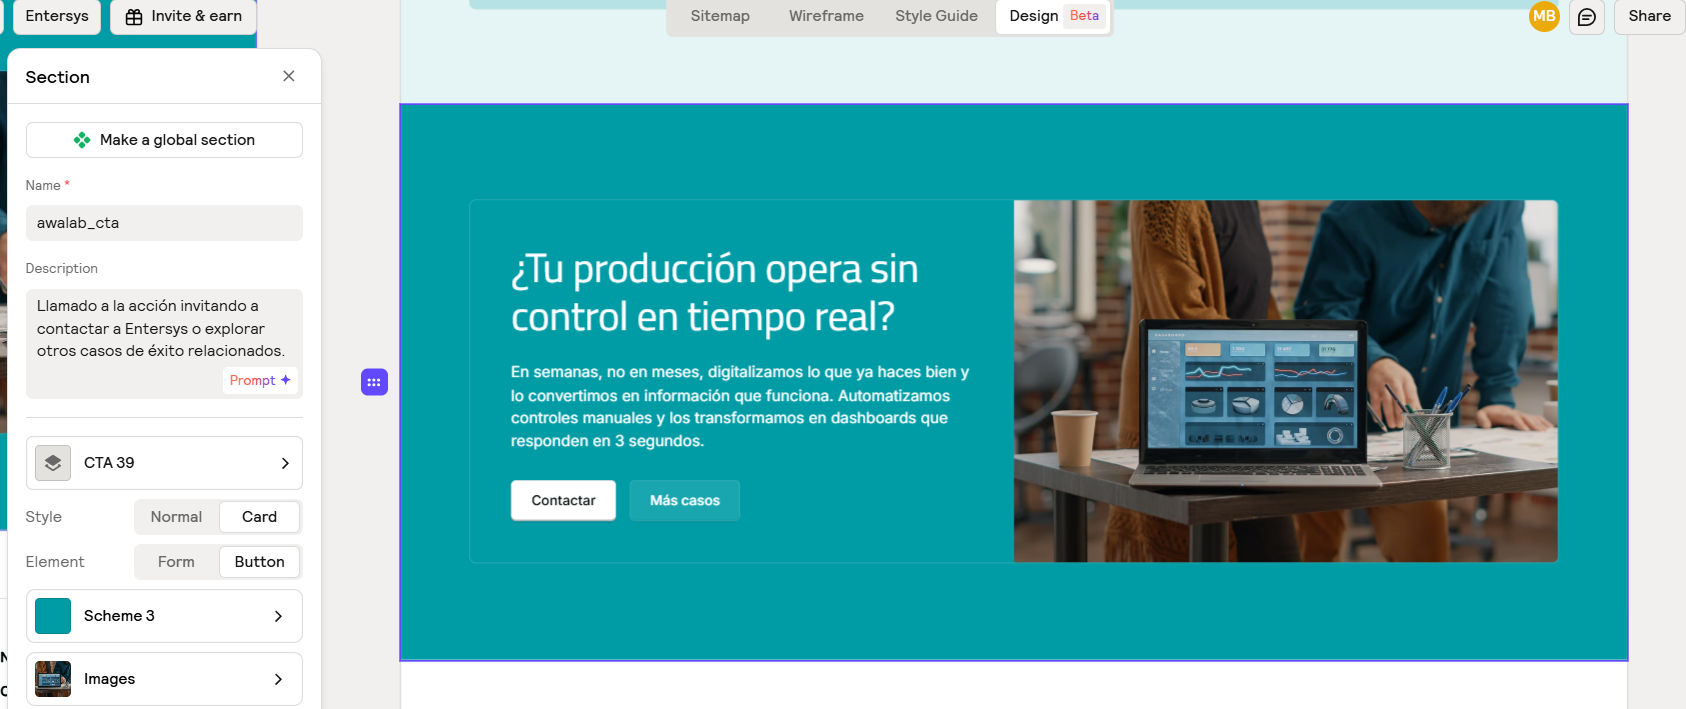 Entersys
Invite & earn
Sitemap
Wireframe
Style Guide
Design
Beta
MB
Share
Section
Make a global section
Name *
awalab_cta
Description
Llamado a la acción invitando a
contactar a Entersys o explorar
otros casos de éxito relacionados.
Prompt
CTA 39
Style
Normal
Card
Element
Form
Button
Scheme 3
Images
¿Tu producción opera sin
control en tiempo real?
En semanas, no en meses, digitalizamos lo que ya haces bien y
lo convertimos en información que funciona. Automatizamos
controles manuales y los transformamos en dashboards que
responden en 3 segundos.
Contactar
Más casos